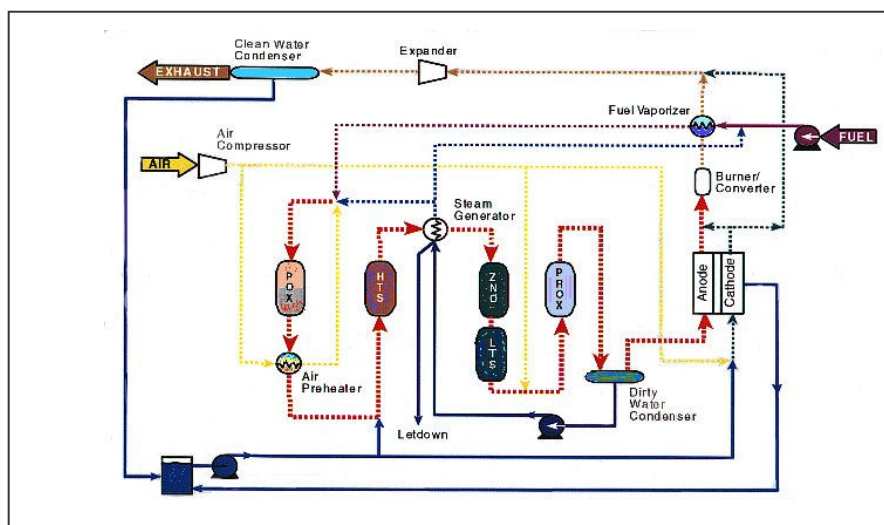 Clean Water
Condenser
EXHAUST
Expander
Fuel Vaporizer
FUEL
Air
Compressor
AIR
Burner/
Converter
Steam
Generator
POX
HTS
ZNO
LTS
PROX
Anode
Cathode
Air
Preheater
Dirty
Water
Condenser
Letdown